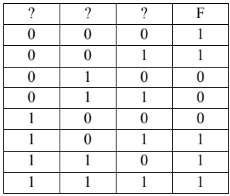 ? ? ? F
0 0 0 1
0 0 1 1
0 1 0 0
0 1 1 0
1 0 0 0
1 0 1 1
1 1 0 1
1 1 1 1